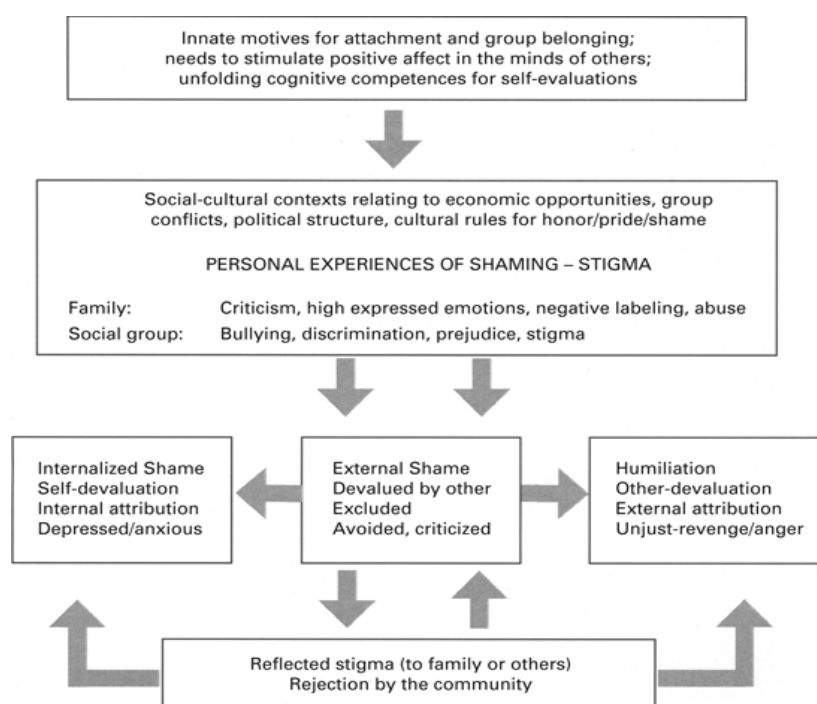 Innate motives for attachment and group belonging;
needs to stimulate positive affect in the minds of others;
unfolding cognitive competences for self-evaluations
Social-cultural contexts relating to economic opportunities, group
conflicts, political structure, cultural rules for honor/pride/shame
PERSONAL EXPERIENCES OF SHAMING – STIGMA
Family: Criticism, high expressed emotions, negative labeling, abuse
Social group: Bullying, discrimination, prejudice, stigma
Internalized Shame
Self-devaluation
Internal attribution
Depressed/anxious
External Shame
Devalued by other
Excluded
Avoided, criticized
Humiliation
Other-devaluation
External attribution
Unjust-revenge/anger
Reflected stigma (to family or others)
Rejection by the community